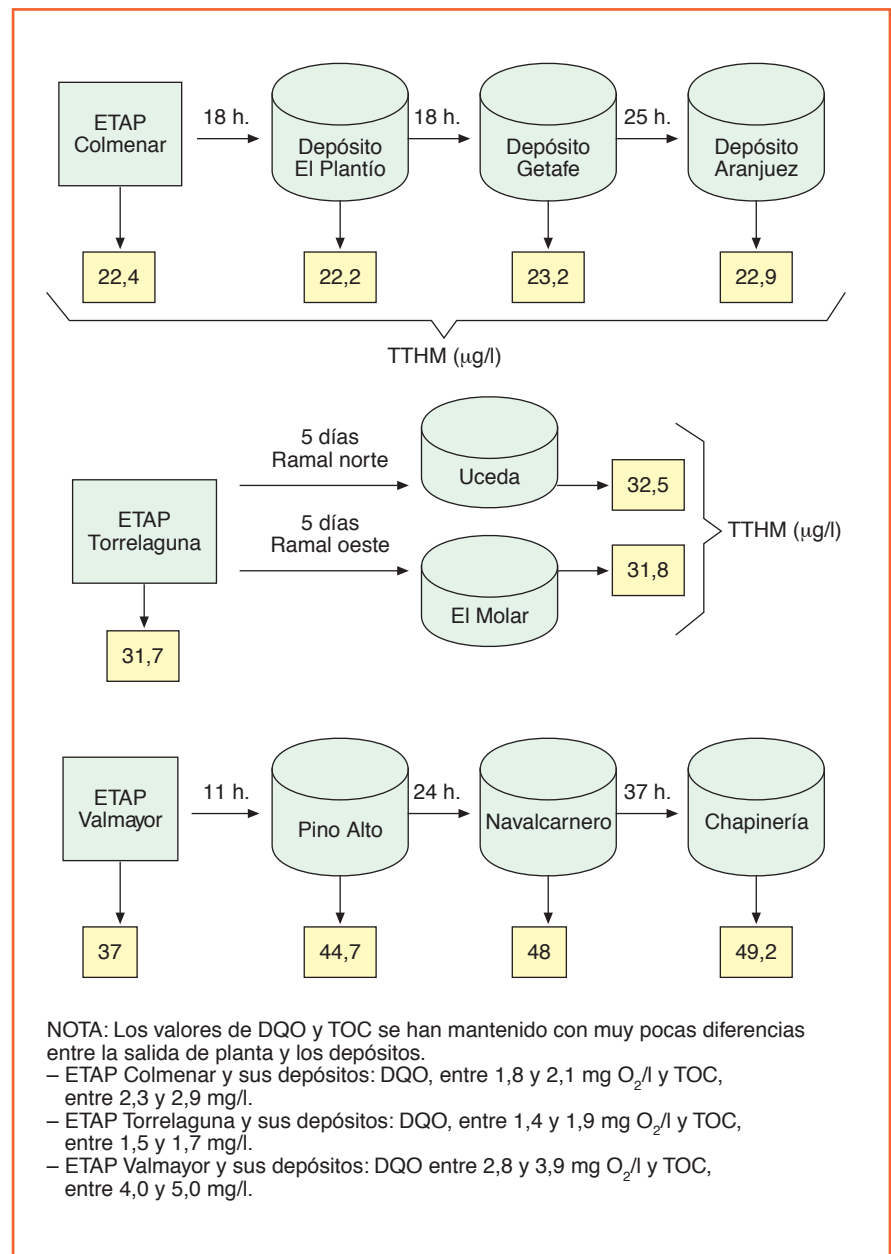 ETAP
Colmenar
18 h.
Depósito
El Plantío
18 h.
Depósito
Getafe
25 h.
Depósito
Aranjuez
22,4
22,2
23,2
22,9
TTHM (μg/l)
ETAP
Torrelaguna
5 días
Ramal norte
Uceda
32,5
5 días
Ramal oeste
El Molar
31,8
TTHM (μg/l)
31,7
ETAP
Valmayor
11 h.
Pino Alto
24 h.
Navalcarnero
37 h.
Chapinería
37
44,7
48
49,2
NOTA: Los valores de DQO y TOC se han mantenido con muy pocas diferencias
entre la salida de planta y los depósitos.
– ETAP Colmenar y sus depósitos: DQO, entre 1,8 y 2,1 mg O₂/l y TOC,
entre 2,3 y 2,9 mg/l.
– ETAP Torrelaguna y sus depósitos: DQO, entre 1,4 y 1,9 mg O₂/l y TOC,
entre 1,5 y 1,7 mg/l.
– ETAP Valmayor y sus depósitos: DQO entre 2,8 y 3,9 mg O₂/l y TOC,
entre 4,0 y 5,0 mg/l.